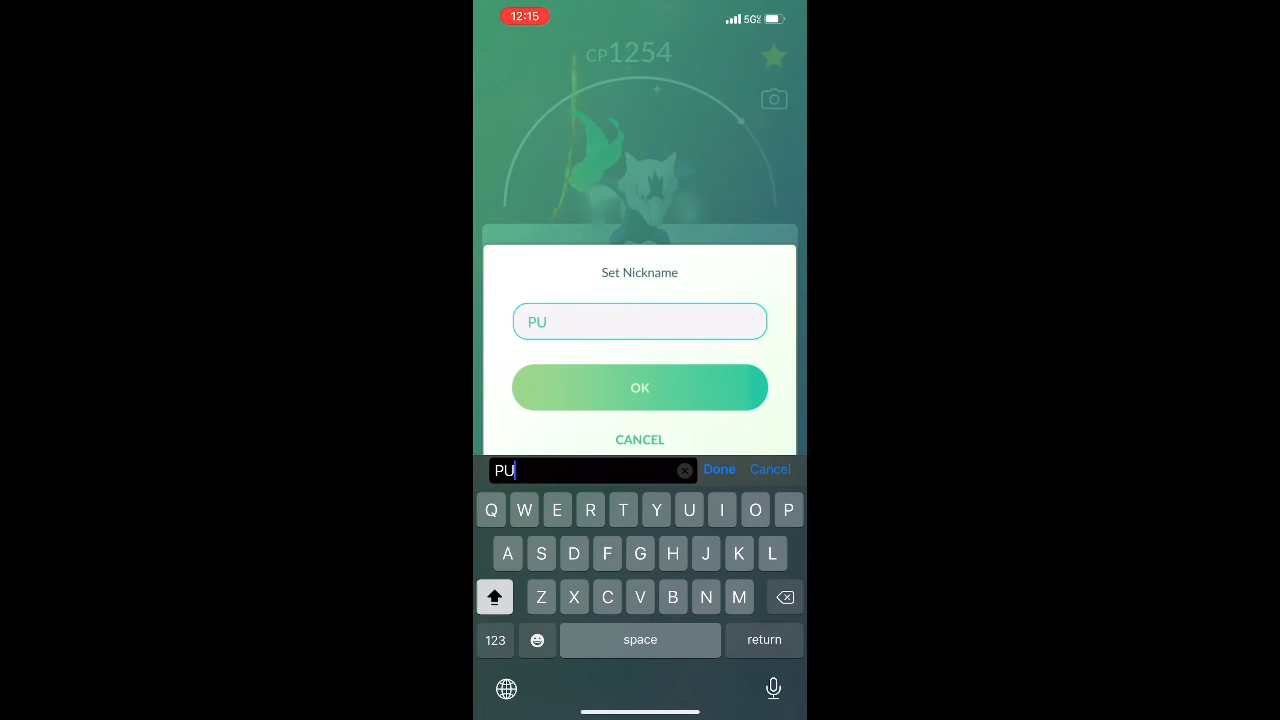 12:15
5G
CP1254
Set Nickname
PU
OK
CANCEL
PU Done Cancel
Q W E R T Y U I O P
A S D F G H J K L
Z X C V B N M
123 space return